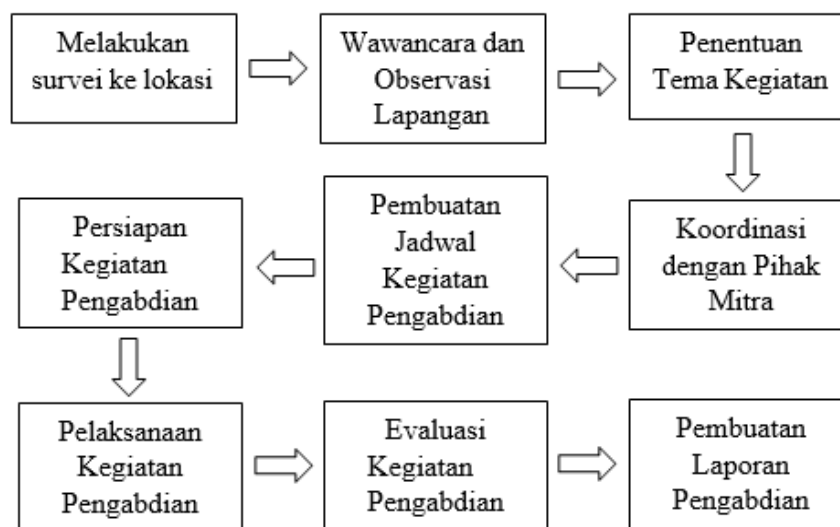 Melakukan
survei ke lokasi
Wawancara dan
Observasi
Lapangan
Penentuan
Tema Kegiatan
Koordinasi
dengan Pihak
Mitra
Pembuatan
Jadwal
Kegiatan
Pengabdian
Persiapan
Kegiatan
Pengabdian
Pelaksanaan
Kegiatan
Pengabdian
Evaluasi
Kegiatan
Pengabdian
Pembuatan
Laporan
Pengabdian